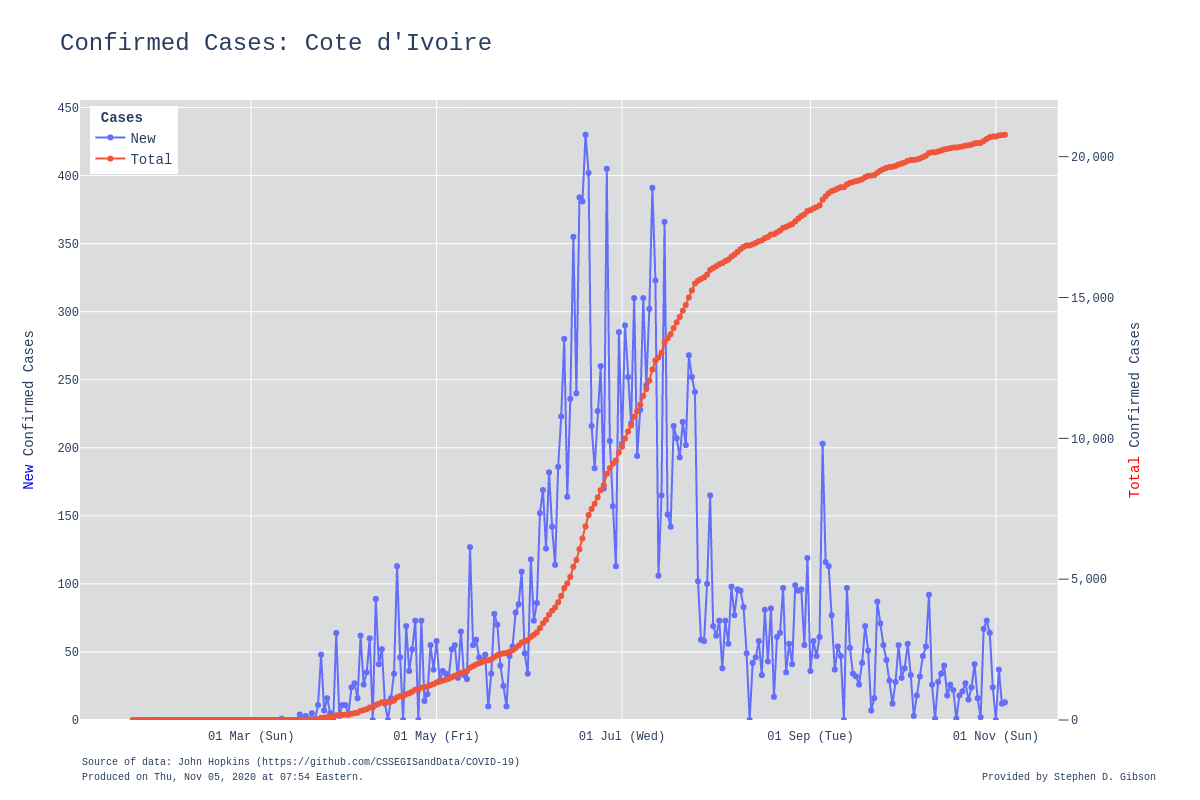 Confirmed Cases: Cote d'Ivoire
Cases
New
Total
450
400
350
300
250
200
150
100
50
0
New Confirmed Cases
20,000
15,000
10,000
5,000
0
Total Confirmed Cases
01 Mar (Sun)
01 May (Fri)
01 Jul (Wed)
01 Sep (Tue)
01 Nov (Sun)
Source of data: John Hopkins (https://github.com/CSSEGISandData/COVID-19)
Produced on Thu, Nov 05, 2020 at 07:54 Eastern.
Provided by Stephen D. Gibson